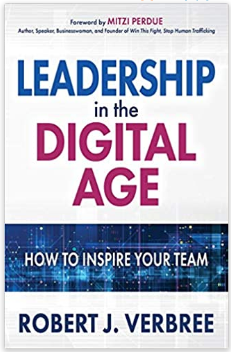 Foreword by MITZI PERDUE
Author, Speaker, Businesswoman, and Founder of Win This Fight, Stop Human Trafficking
LEADERSHIP
in the
DIGITAL
AGE
HOW TO INSPIRE YOUR TEAM
ROBERT J. VERBREE